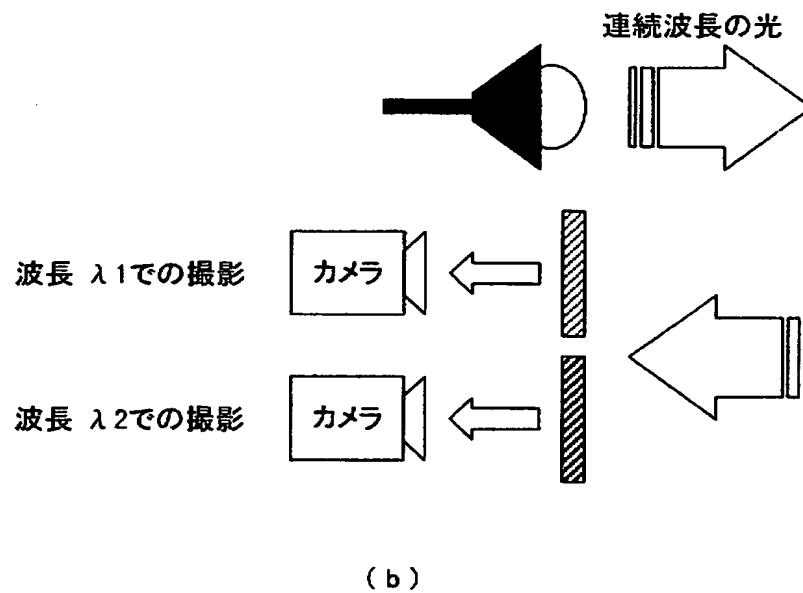 連続波長の光
波長 λ1での撮影
カメラ
波長 λ2での撮影
カメラ
(b)